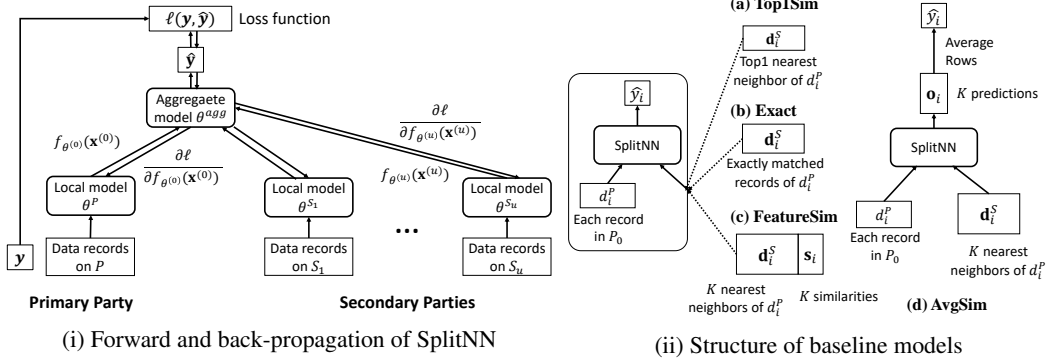 ℓ(𝒚, ŷ) Loss function
ŷ
Aggregaete
model θ^agg
f_θ^(0)(𝐱^(0))
∂ℓ
∂f_θ^(0)(𝐱^(0))
∂ℓ
∂f_θ^(u)(𝐱^(u))
f_θ^(u)(𝐱^(u))
Local model
θ^P
Local model
θ^S₁
Local model
θ^S_u
...
𝒚
Data records
on P
Data records
on S₁
Data records
on S_u
Primary Party
Secondary Parties
(i) Forward and back-propagation of SplitNN
(a) Top1Sim
𝐝_i^S
Top1 nearest
neighbor of d_i^P
(b) Exact
𝐝_i^S
Exactly matched
records of d_i^P
(c) FeatureSim
𝐝_i^S 𝐬_i
K nearest
neighbors of d_i^P
K similarities
ŷ_i
SplitNN
d_i^P
Each record
in P₀
ŷ_i
Average
Rows
𝐨_i K predictions
SplitNN
d_i^P
Each record
in P₀
𝐝_i^S
K nearest
neighbors of d_i^P
(d) AvgSim
(ii) Structure of baseline models